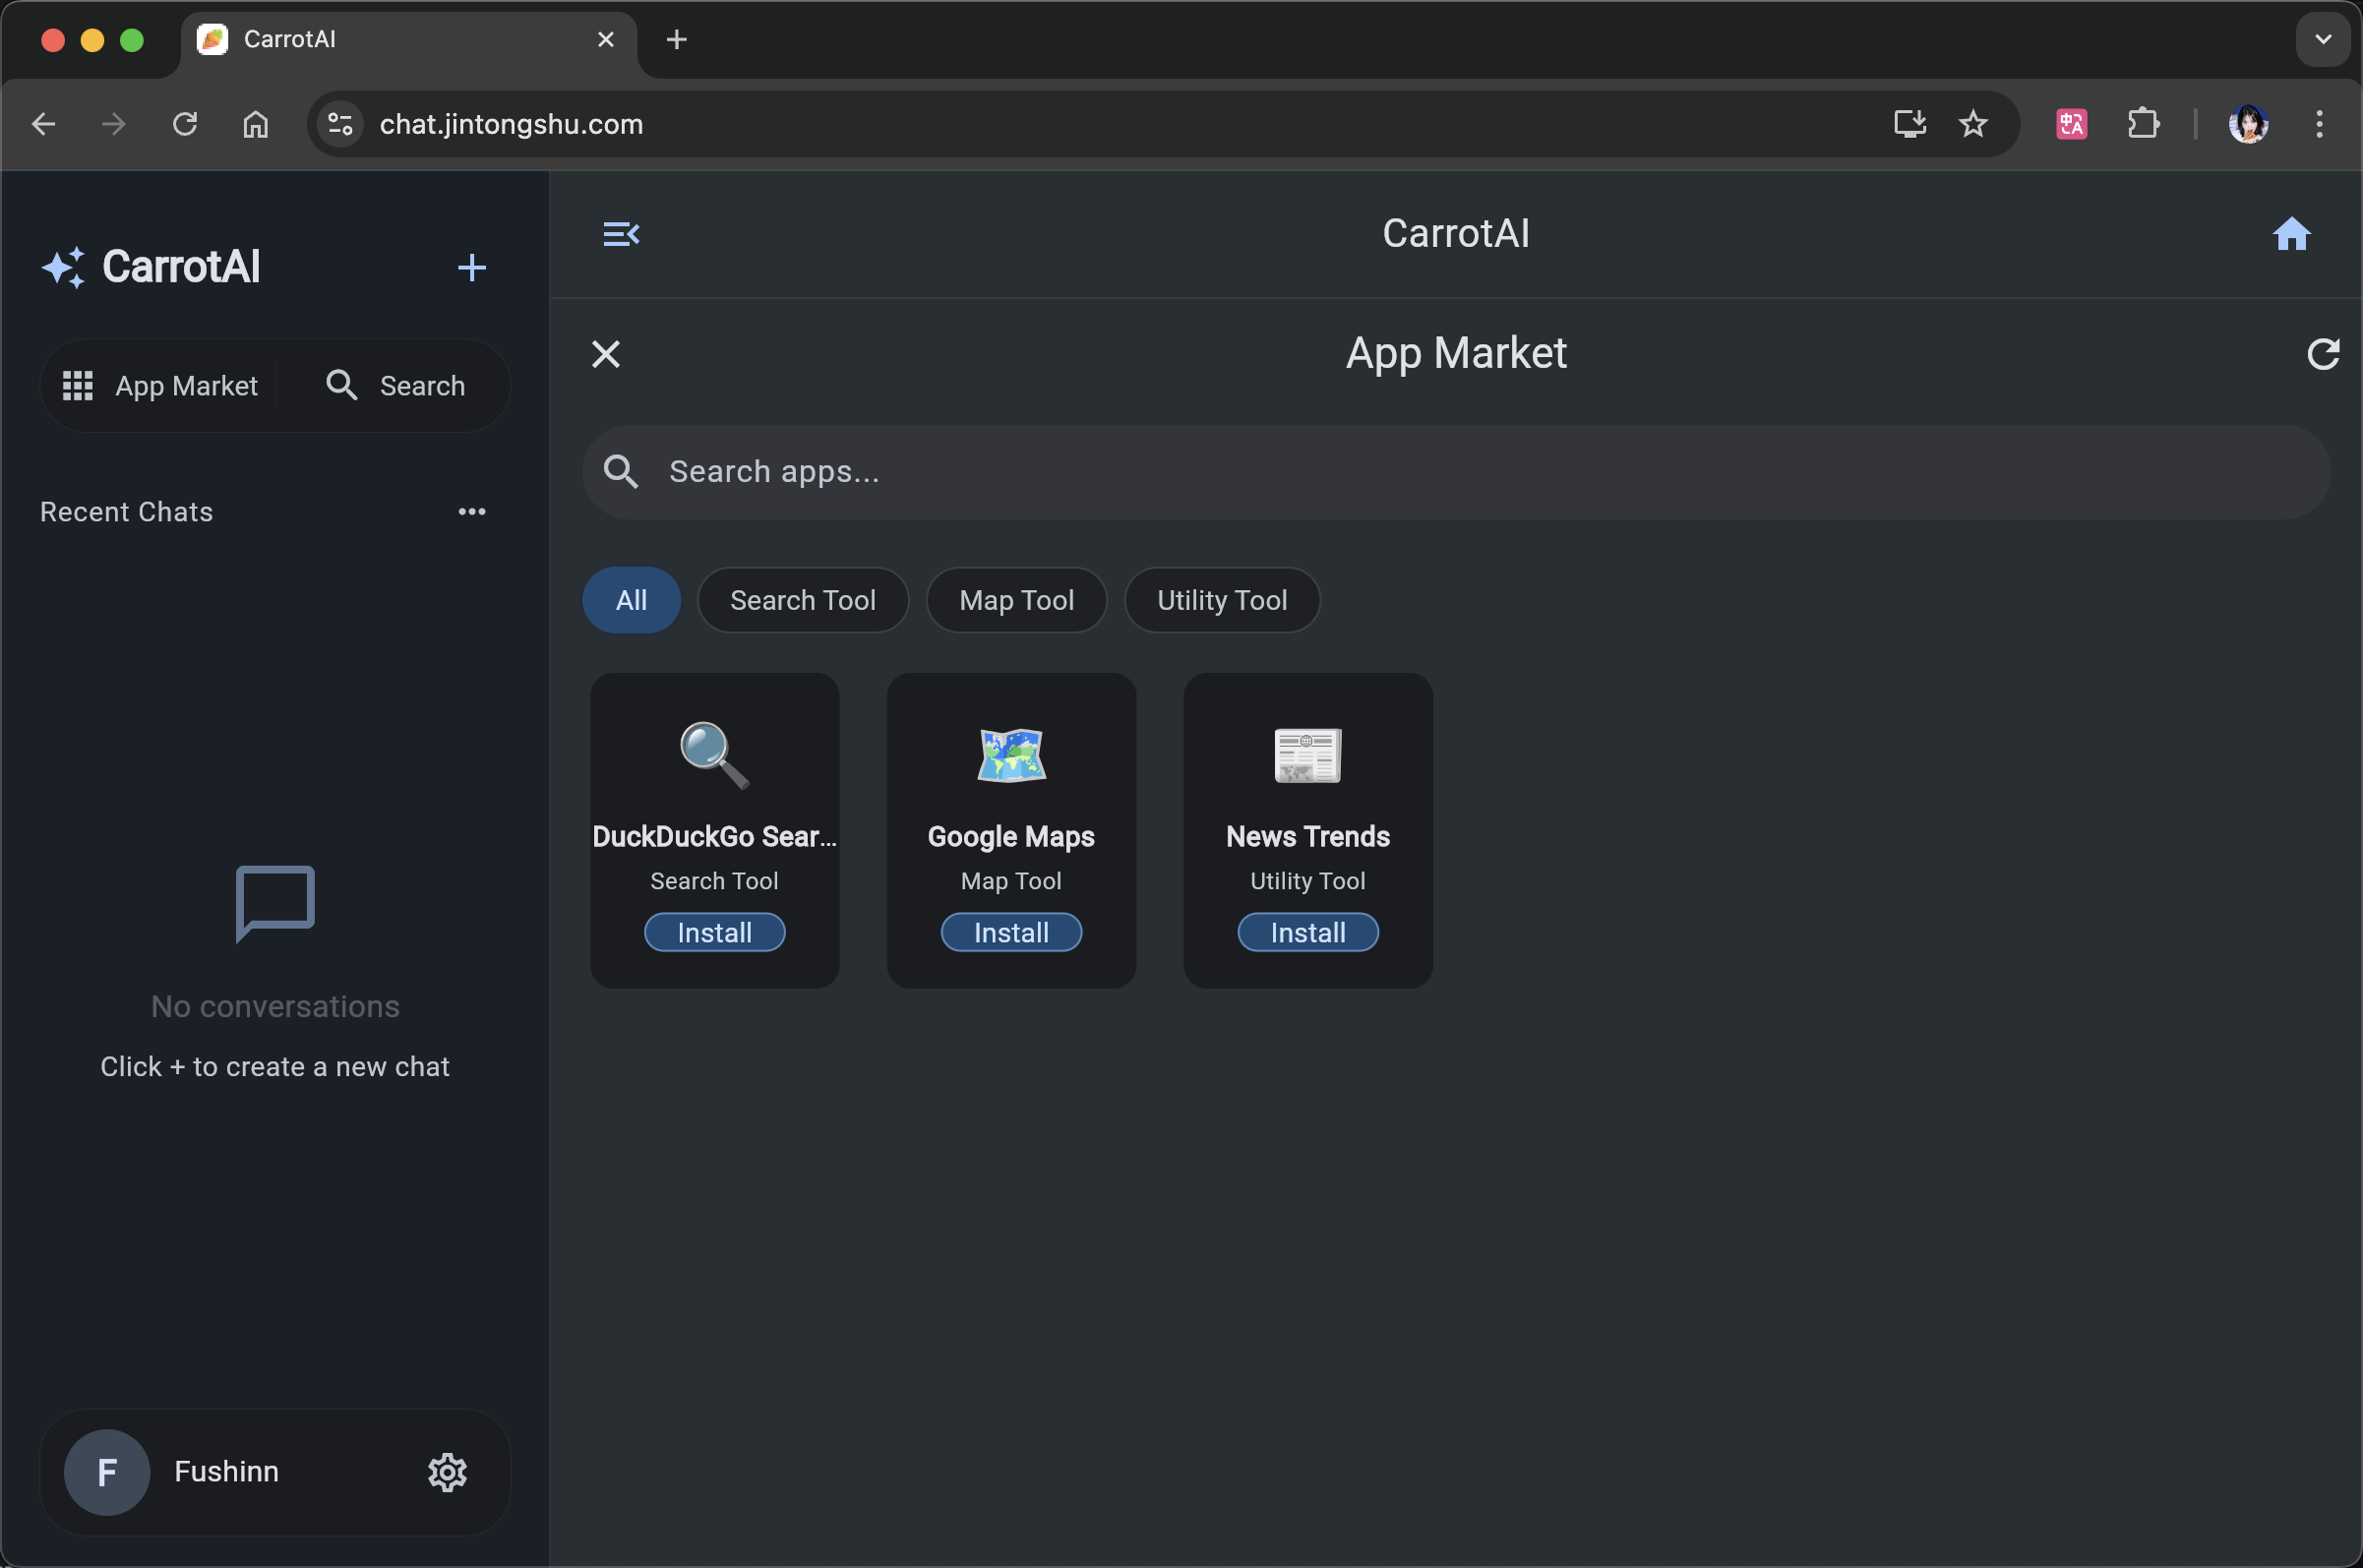 CarrotAI
chat.jintongshu.com
CarrotAI
App Market
Search
Recent Chats
No conversations
Click + to create a new chat
F
Fushinn
CarrotAI
App Market
Search apps...
All
Search Tool
Map Tool
Utility Tool
DuckDuckGo Sear...
Search Tool
Install
Google Maps
Map Tool
Install
News Trends
Utility Tool
Install